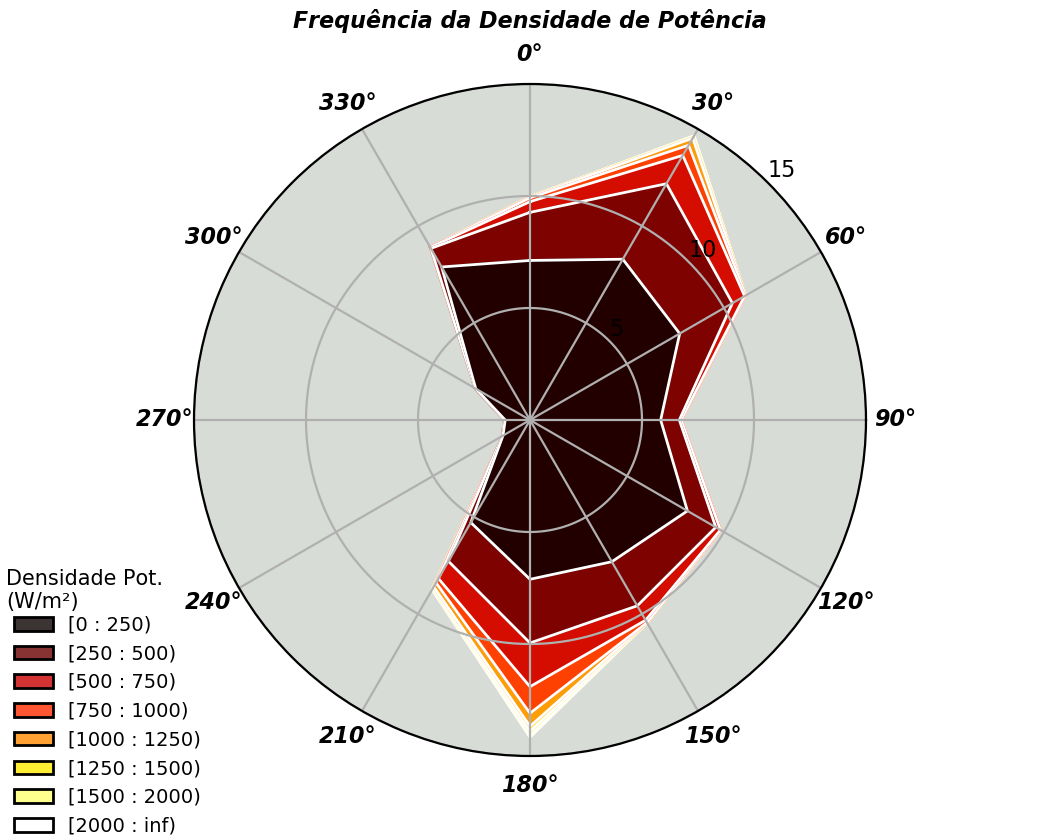 Frequência da Densidade de Potência
0°
330°
30°
15
300°
60°
10
5
270°
90°
240°
120°
210°
150°
180°
Densidade Pot.
(W/m²)
[0 : 250)
[250 : 500)
[500 : 750)
[750 : 1000)
[1000 : 1250)
[1250 : 1500)
[1500 : 2000)
[2000 : inf)